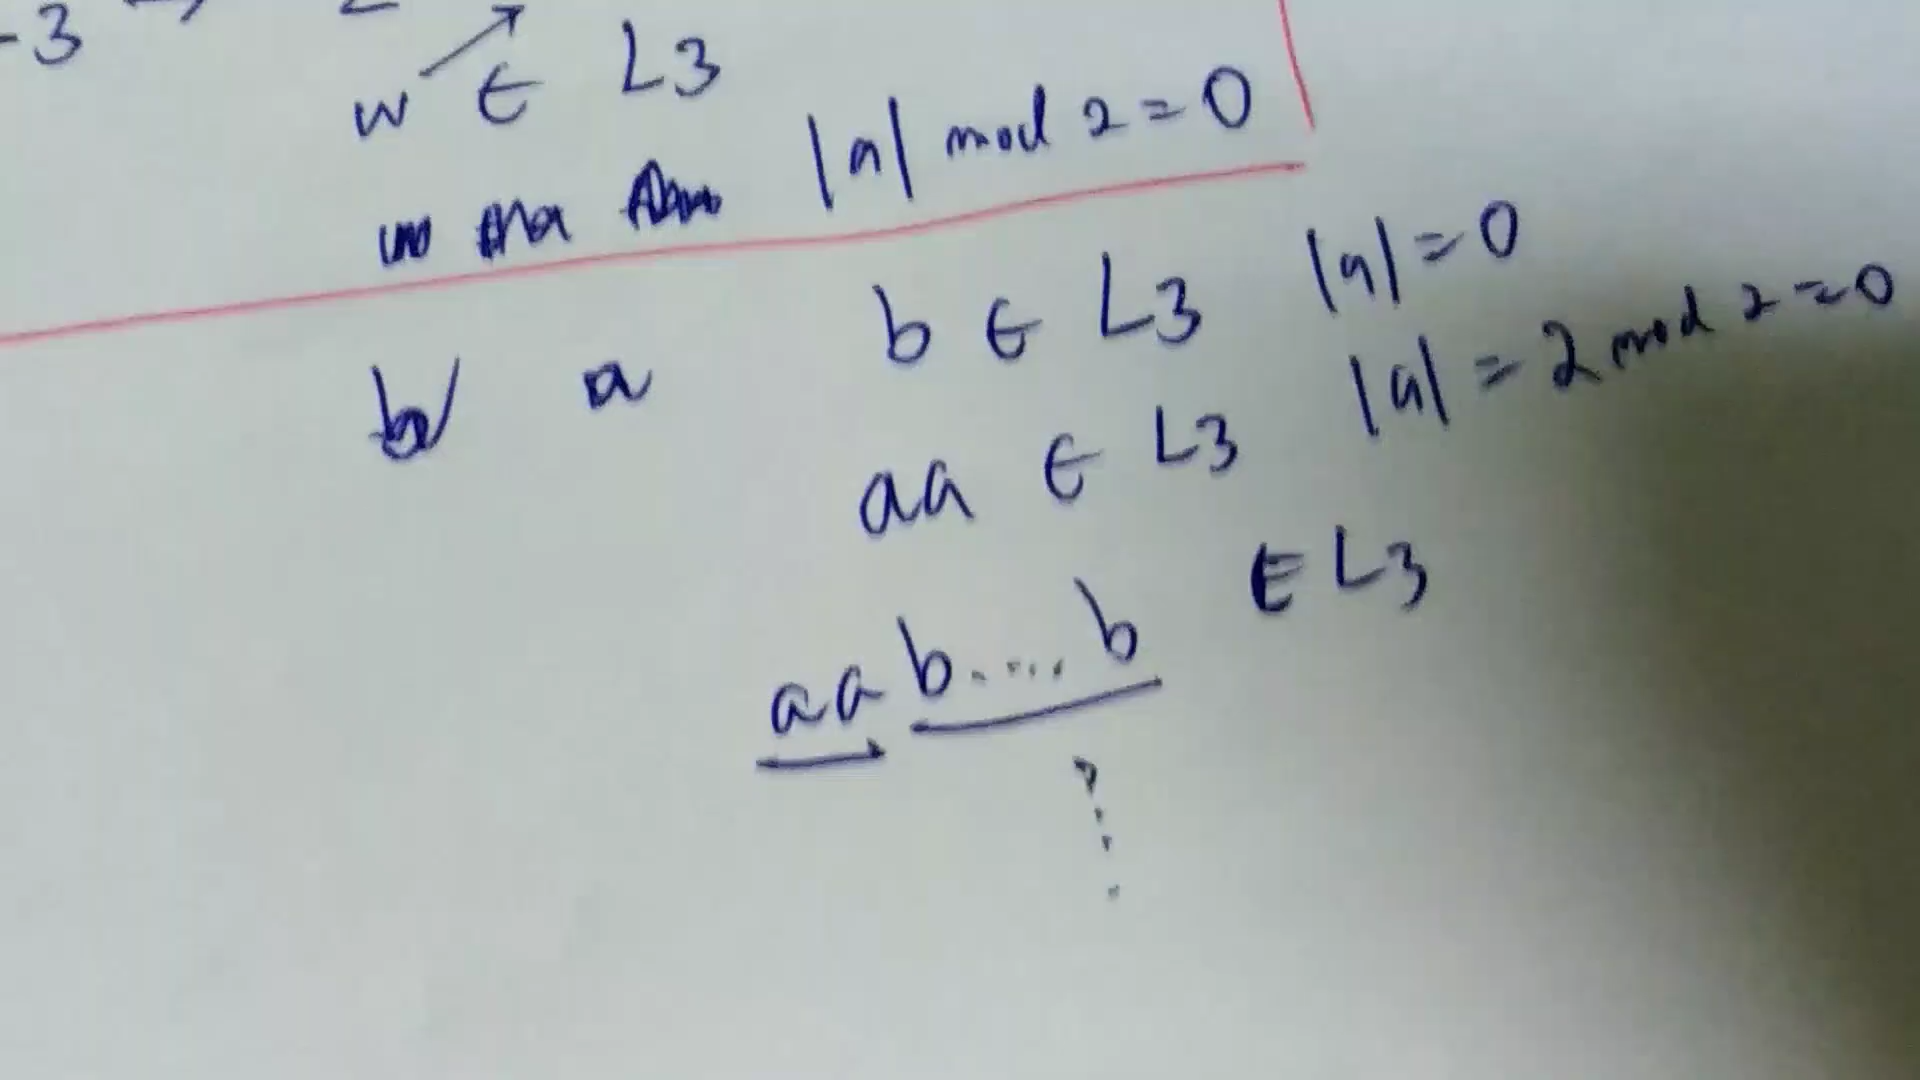 -3
w ∈ L3
|a| mod 2 = 0
b a
b ∈ L3 |a| = 0
aa ∈ L3 |a| = 2 mod 2 = 0
aab....b ∈ L3